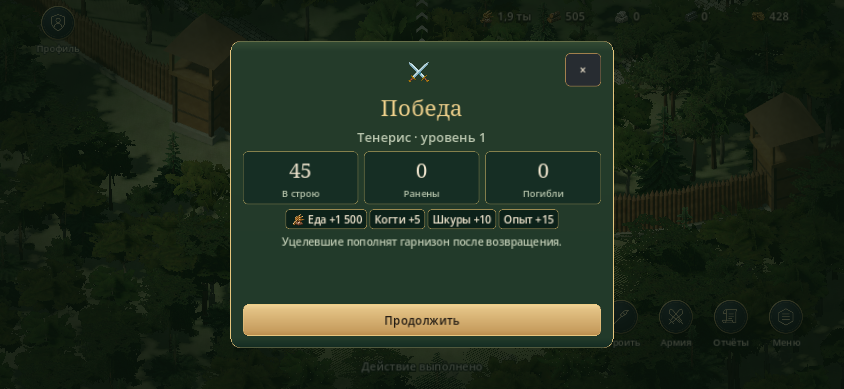 1,9 ты 505 0 0 428
Профиль
Победа
Тенерис · уровень 1
45 0 0
В строю Ранены Погибли
Еда +1 500 Когти +5 Шкуры +10 Опыт +15
Уцелевшие пополнят гарнизон после возвращения.
Продолжить
Армия Отчёты Меню
Действие выполнено